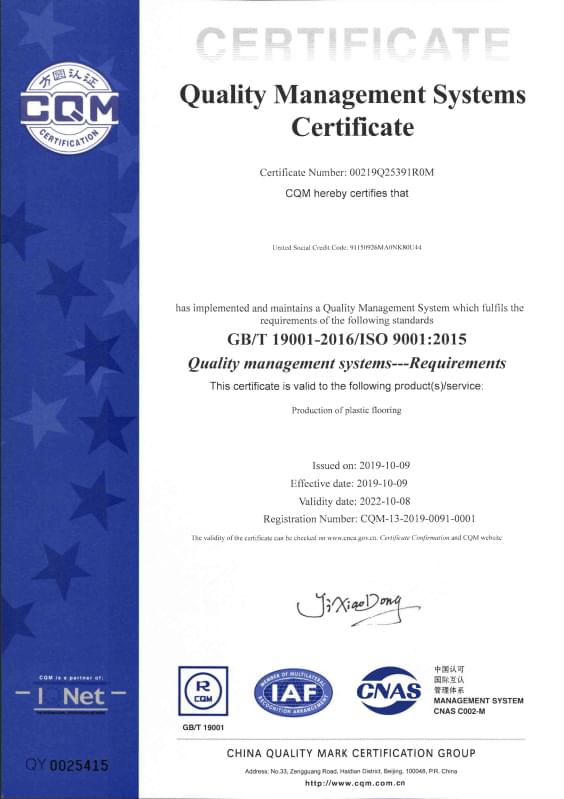 CERTIFICATE
方圆认证
CQM
CERTIFICATION
Quality Management Systems
Certificate
Certificate Number: 00219Q25391R0M
CQM hereby certifies that
United Social Credit Code: 91150926MA0NK80U44
has implemented and maintains a Quality Management System which fulfils the
requirements of the following standards
GB/T 19001-2016/ISO 9001:2015
Quality management systems---Requirements
This certificate is valid to the following product(s)/service:
Production of plastic flooring
Issued on: 2019-10-09
Effective date: 2019-10-09
Validity date: 2022-10-08
Registration Number: CQM-13-2019-0091-0001
The validity of the certificate can be checked on www.cnca.gov.cn. Certificate Confirmation and CQM website
Ji XiaoDong
CQM is a partner of:
IQNet
THE INTERNATIONAL CERTIFICATION NETWORK
QY 0025415
R
CQM
GB/T 19001
MEMBER OF MULTILATERAL
IAF
RECOGNITION ARRANGEMENT
CNAS
中国认可
国际互认
管理体系
MANAGEMENT SYSTEM
CNAS C002-M
CHINA QUALITY MARK CERTIFICATION GROUP
Address: No.33, Zengguang Road, Haidian District, Beijing, 100048, P.R. China
http://www.cqm.com.cn